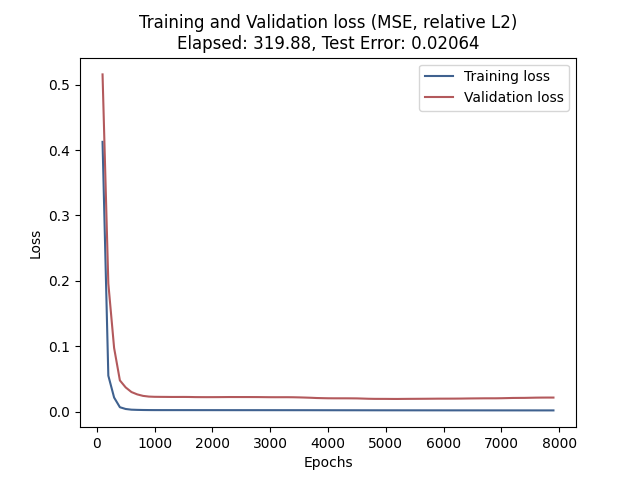 Training and Validation loss (MSE, relative L2)
Elapsed: 319.88, Test Error: 0.02064
Training loss
Validation loss
Loss
0.5
0.4
0.3
0.2
0.1
0.0
0 1000 2000 3000 4000 5000 6000 7000 8000
Epochs